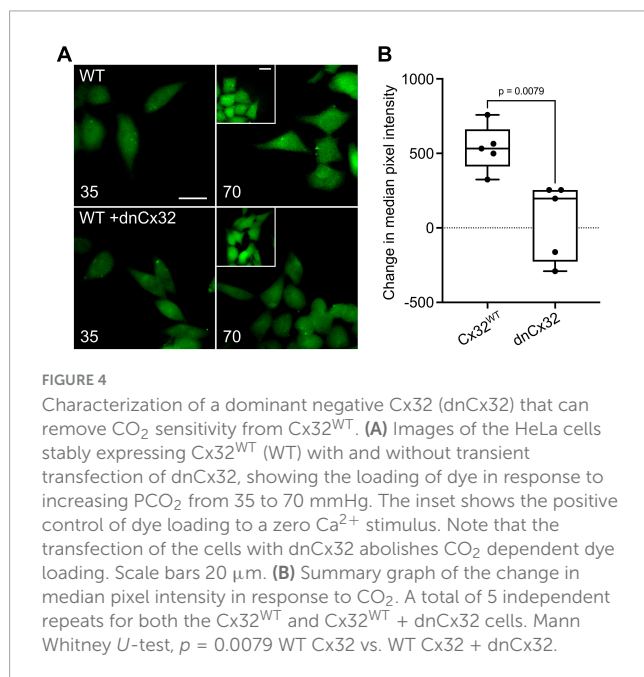 A
B
WT
35
70
WT +dnCx32
35
70
1000
500
0
-500
Change in median pixel intensity
p = 0.0079
Cx32WT
dnCx32
FIGURE 4
Characterization of a dominant negative Cx32 (dnCx32) that can
remove CO₂ sensitivity from Cx32ᵂᵀ. (A) Images of the HeLa cells
stably expressing Cx32ᵂᵀ (WT) with and without transient
transfection of dnCx32, showing the loading of dye in response to
increasing PCO₂ from 35 to 70 mmHg. The inset shows the positive
control of dye loading to a zero Ca²⁺ stimulus. Note that the
transfection of the cells with dnCx32 abolishes CO₂ dependent dye
loading. Scale bars 20 μm. (B) Summary graph of the change in
median pixel intensity in response to CO₂. A total of 5 independent
repeats for both the Cx32ᵂᵀ and Cx32ᵂᵀ + dnCx32 cells. Mann
Whitney U-test, p = 0.0079 WT Cx32 vs. WT Cx32 + dnCx32.